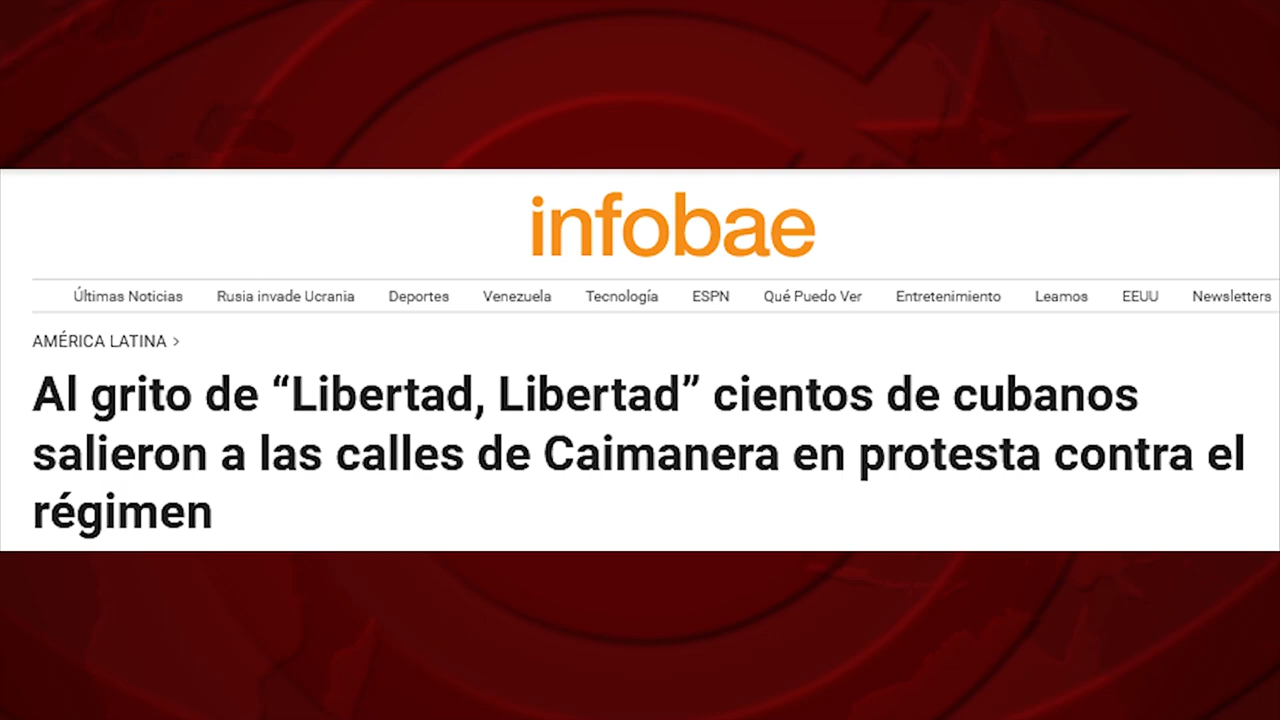 infobae
Últimas Noticias Rusia invade Ucrania Deportes Venezuela Tecnología ESPN Qué Puedo Ver Entretenimiento Leamos EEUU Newsletters
AMÉRICA LATINA >
Al grito de “Libertad, Libertad” cientos de cubanos
salieron a las calles de Caimanera en protesta contra el
régimen